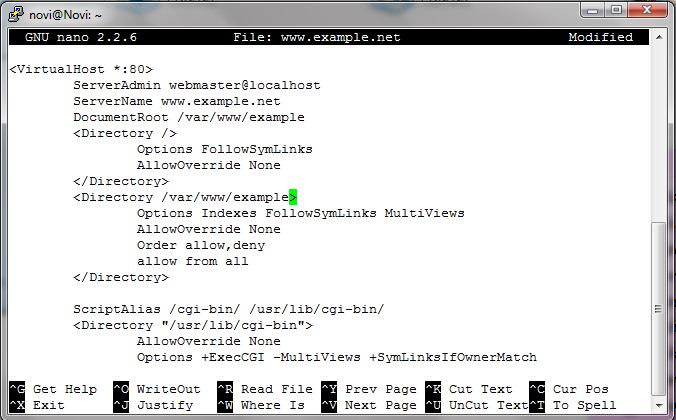 novi@Novi: ~
GNU nano 2.2.6 File: www.example.net Modified
<VirtualHost *:80>
ServerAdmin webmaster@localhost
ServerName www.example.net
DocumentRoot /var/www/example
<Directory />
Options FollowSymLinks
AllowOverride None
</Directory>
<Directory /var/www/example>
Options Indexes FollowSymLinks MultiViews
AllowOverride None
Order allow,deny
allow from all
</Directory>
ScriptAlias /cgi-bin/ /usr/lib/cgi-bin/
<Directory "/usr/lib/cgi-bin">
AllowOverride None
Options +ExecCGI -MultiViews +SymLinksIfOwnerMatch
^G Get Help ^O WriteOut ^R Read File ^Y Prev Page ^K Cut Text ^C Cur Pos
^X Exit ^J Justify ^W Where Is ^V Next Page ^U UnCut Text ^T To Spell